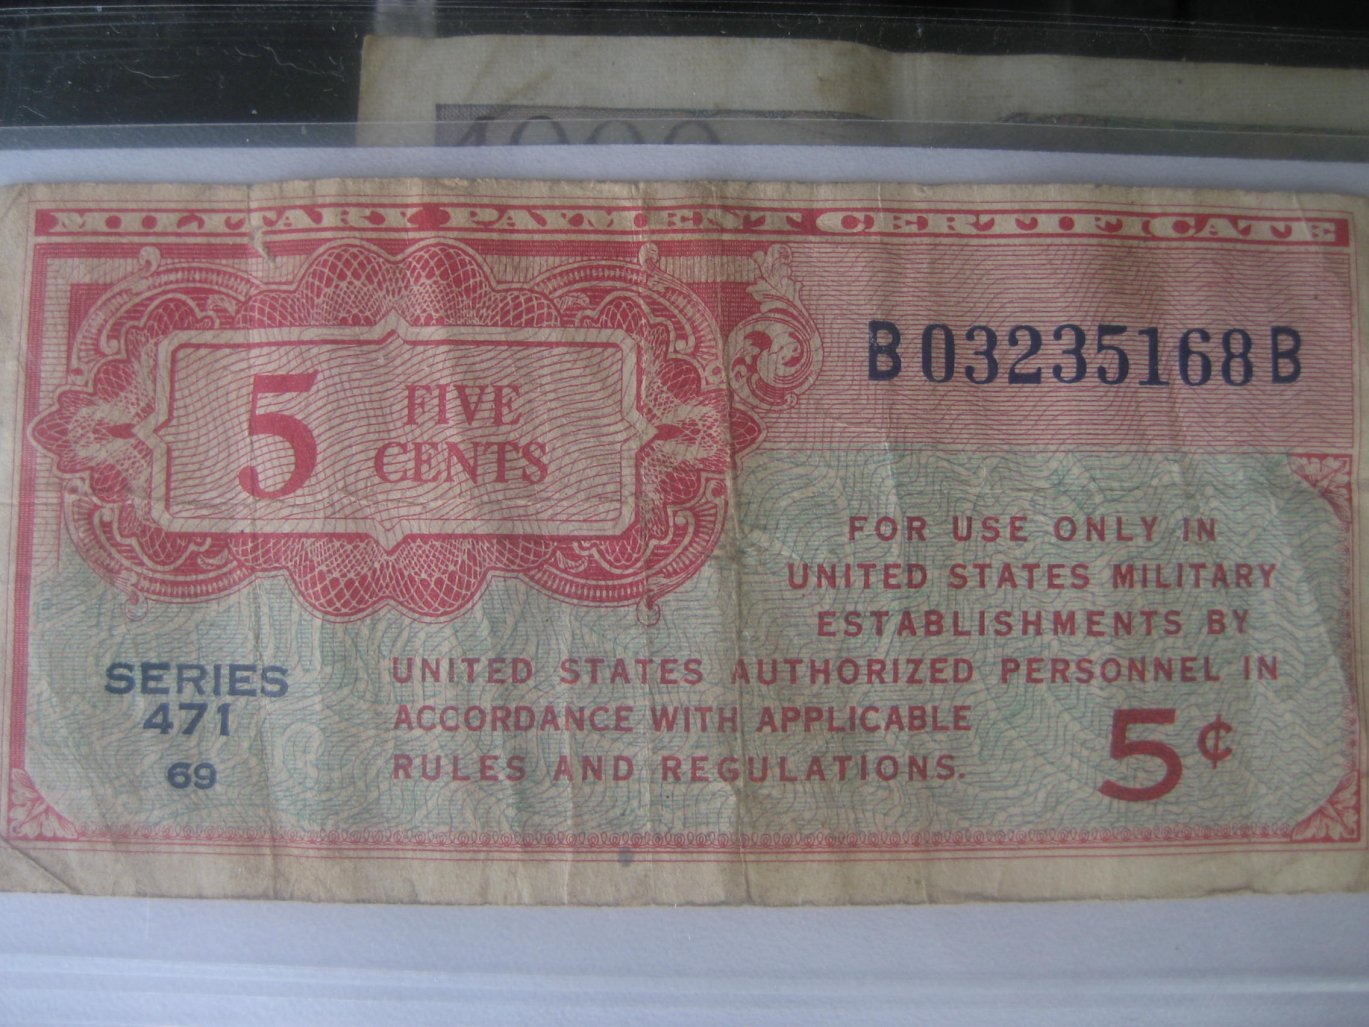 1000
MILITARY PAYMENT CERTIFICATE
B03235168B
5 FIVE
CENTS
FOR USE ONLY IN
UNITED STATES MILITARY
ESTABLISHMENTS BY
UNITED STATES AUTHORIZED PERSONNEL IN
ACCORDANCE WITH APPLICABLE
RULES AND REGULATIONS.
SERIES
471
69
5¢